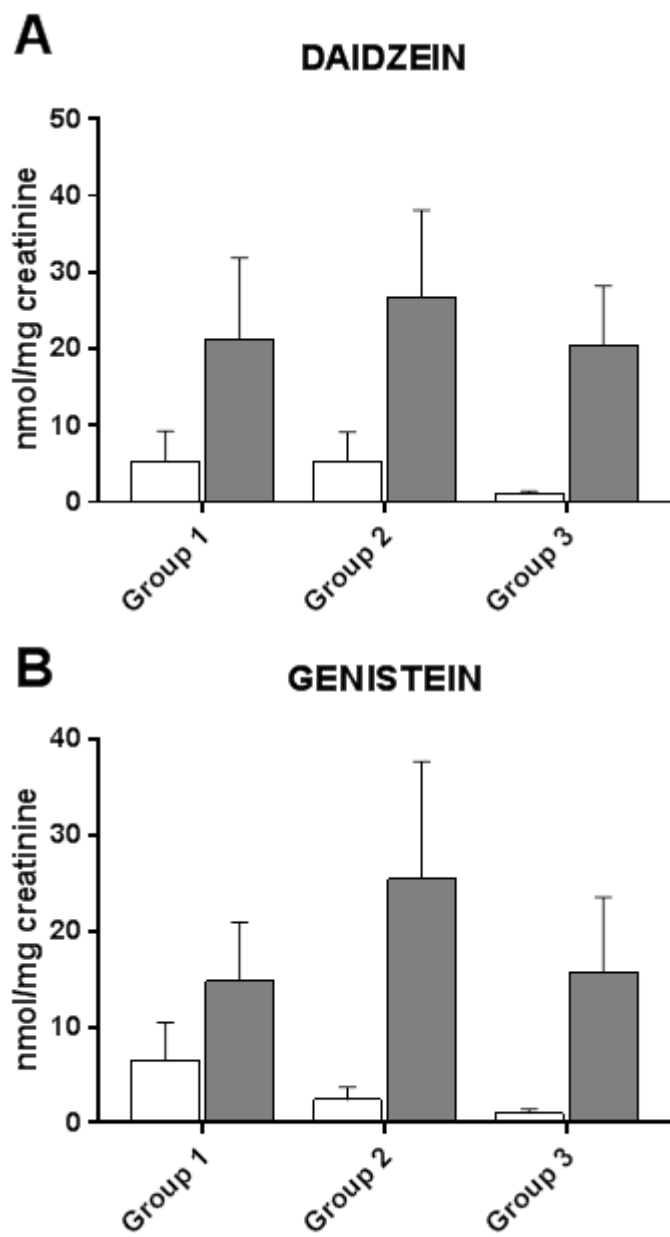 A
DAIDZEIN
nmol/mg creatinine
50
40
30
20
10
0
Group 1
Group 2
Group 3
B
GENISTEIN
nmol/mg creatinine
40
30
20
10
0
Group 1
Group 2
Group 3